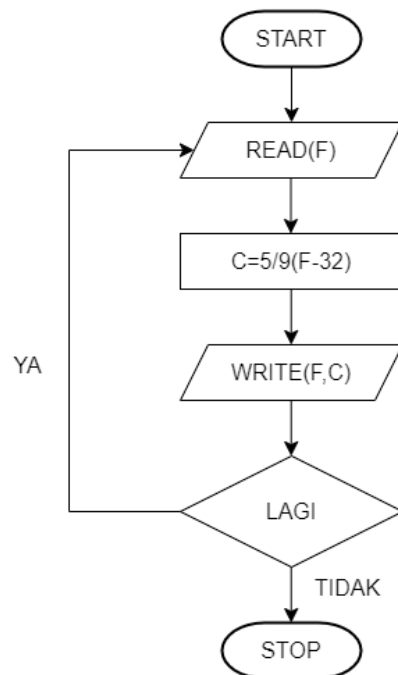 START
READ(F)
C=5/9(F-32)
WRITE(F,C)
YA
LAGI
TIDAK
STOP